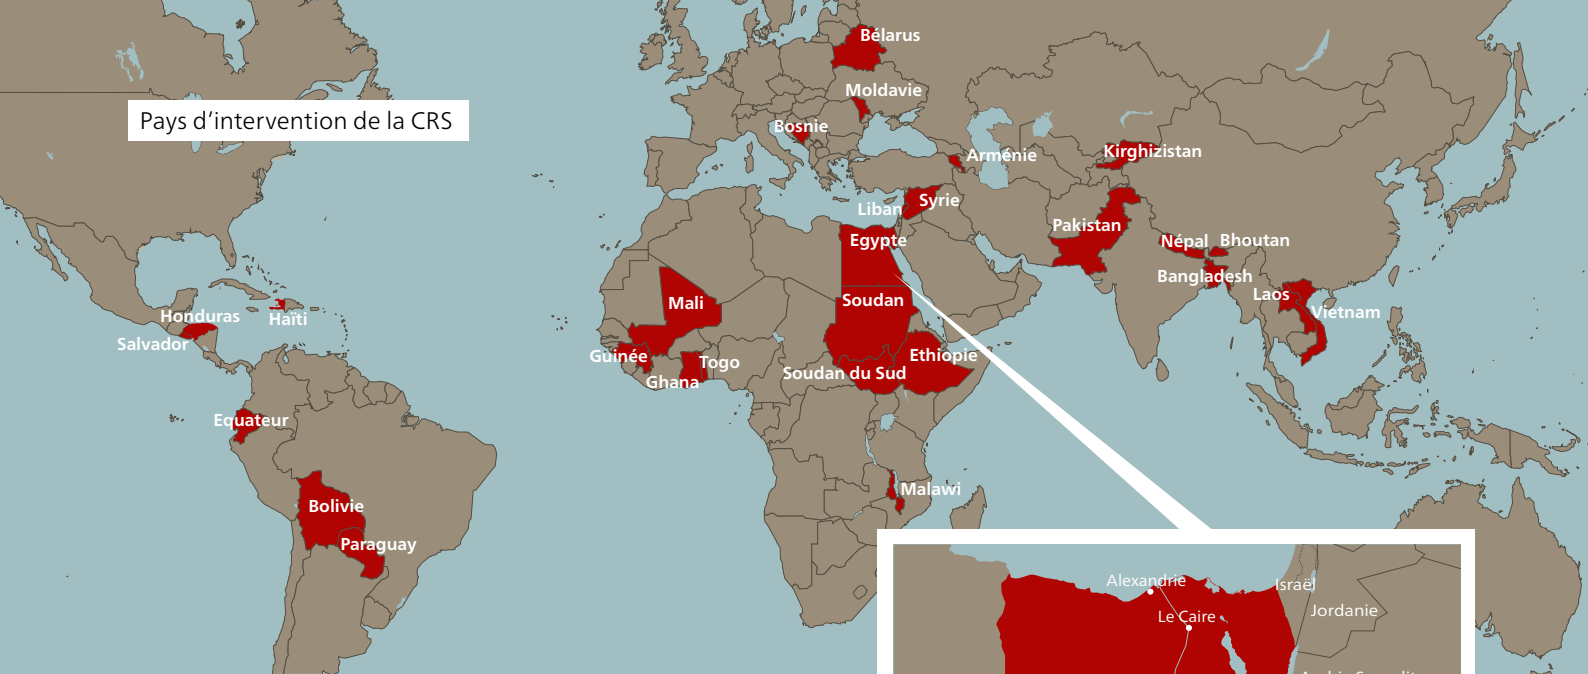 Pays d’intervention de la CRS
Bélarus
Moldavie
Bosnie
Arménie
Kirghizistan
Liban
Syrie
Pakistan
Egypte
Népal
Bhoutan
Bangladesh
Laos
Vietnam
Mali
Soudan
Honduras
Haïti
Salvador
Guinée
Togo
Ghana
Ethiopie
Soudan du Sud
Equateur
Malawi
Bolivie
Paraguay
Alexandrie
Israël
Le Caire
Jordanie